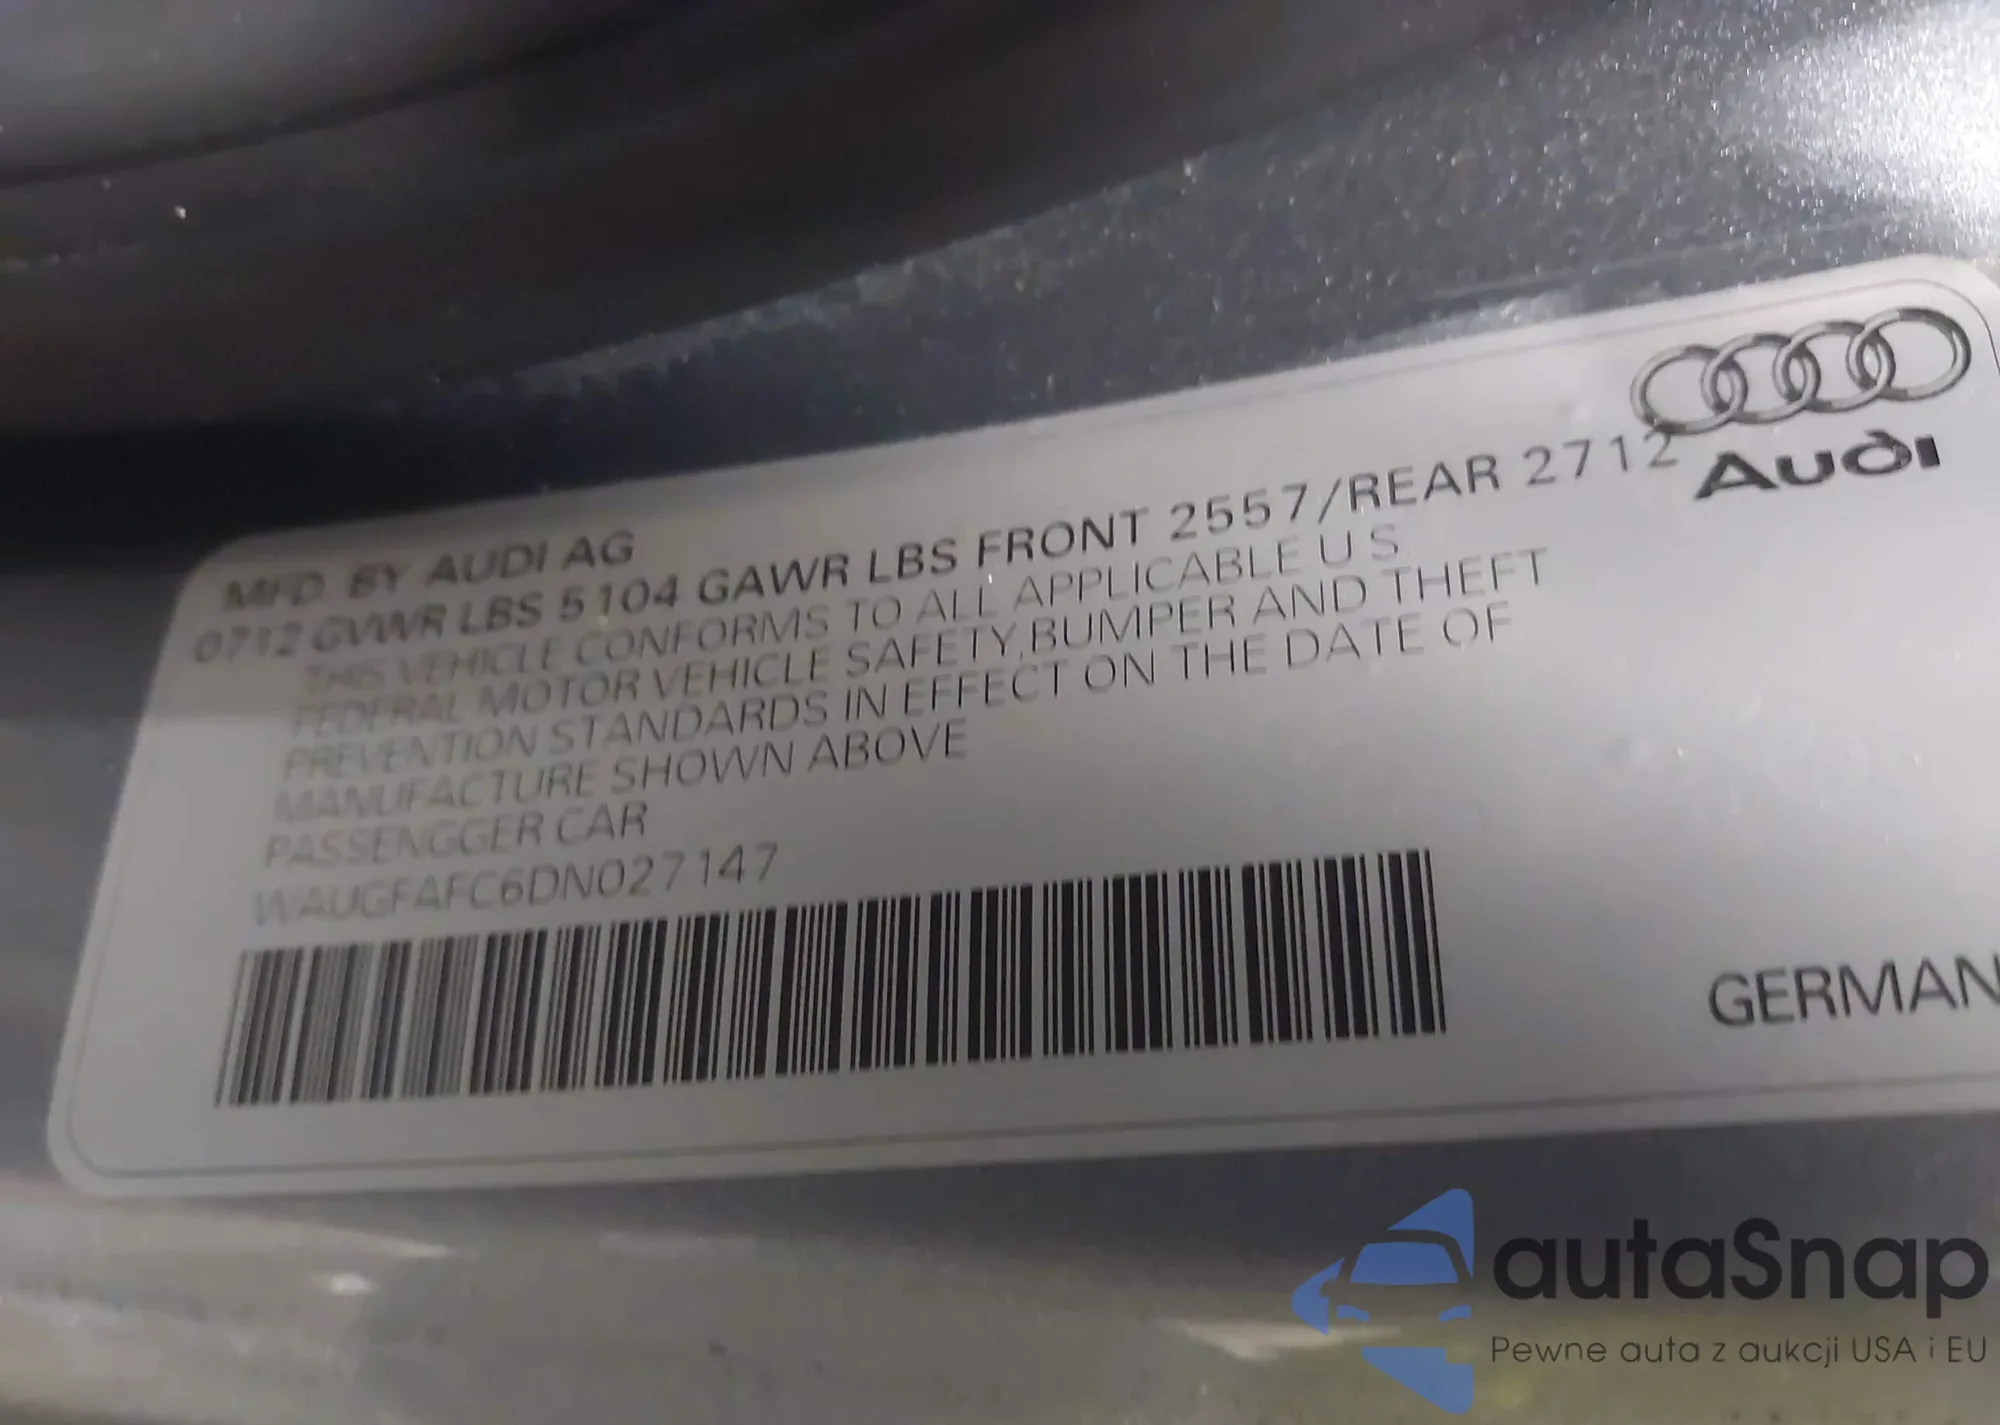 Audi
MFD BY AUDI AG
0712 GVWR LBS 5104 GAWR LBS FRONT 2557/REAR 2712
THIS VEHICLE CONFORMS TO ALL APPLICABLE U S
FEDERAL MOTOR VEHICLE SAFETY,BUMPER AND THEFT
PREVENTION STANDARDS IN EFFECT ON THE DATE OF
MANUFACTURE SHOWN ABOVE
PASSENGGER CAR
WAUGFAFC6DN027147
GERMAN
autaSnap
Pewne auta z aukcji USA i EU